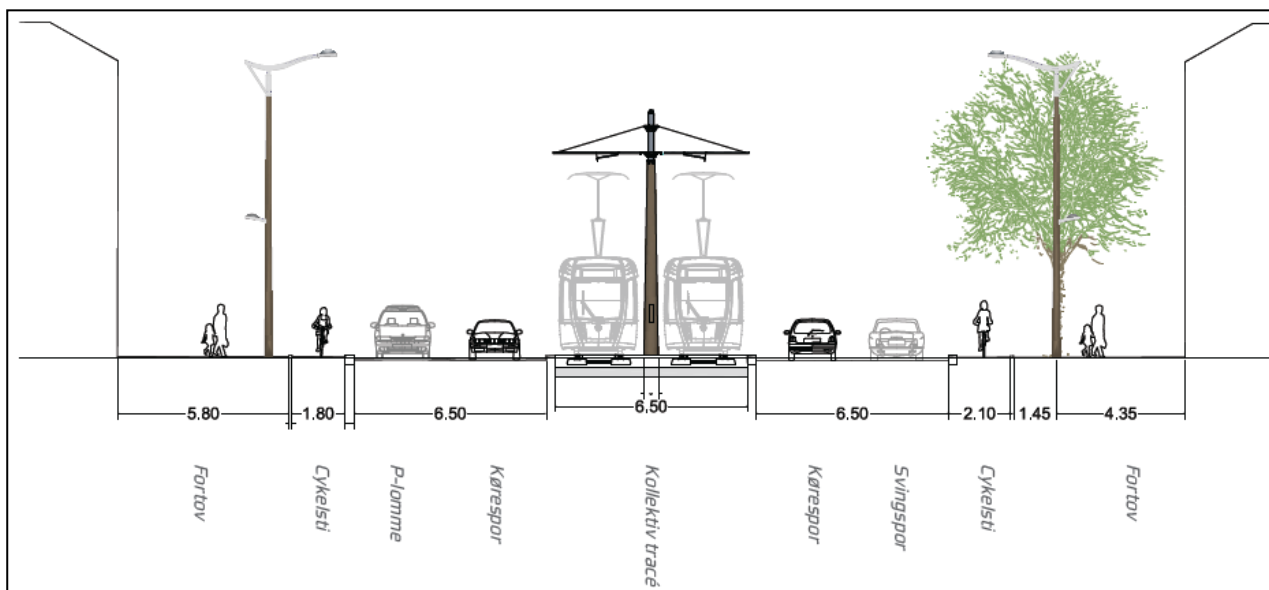 5.80
1.80
6.50
6.50
6.50
2.10
1.45
4.35
Fortov
Cykelsti
P-lomme
Kørespor
Kollektiv tracé
Kørespor
Svingspor
Cykelsti
Fortov